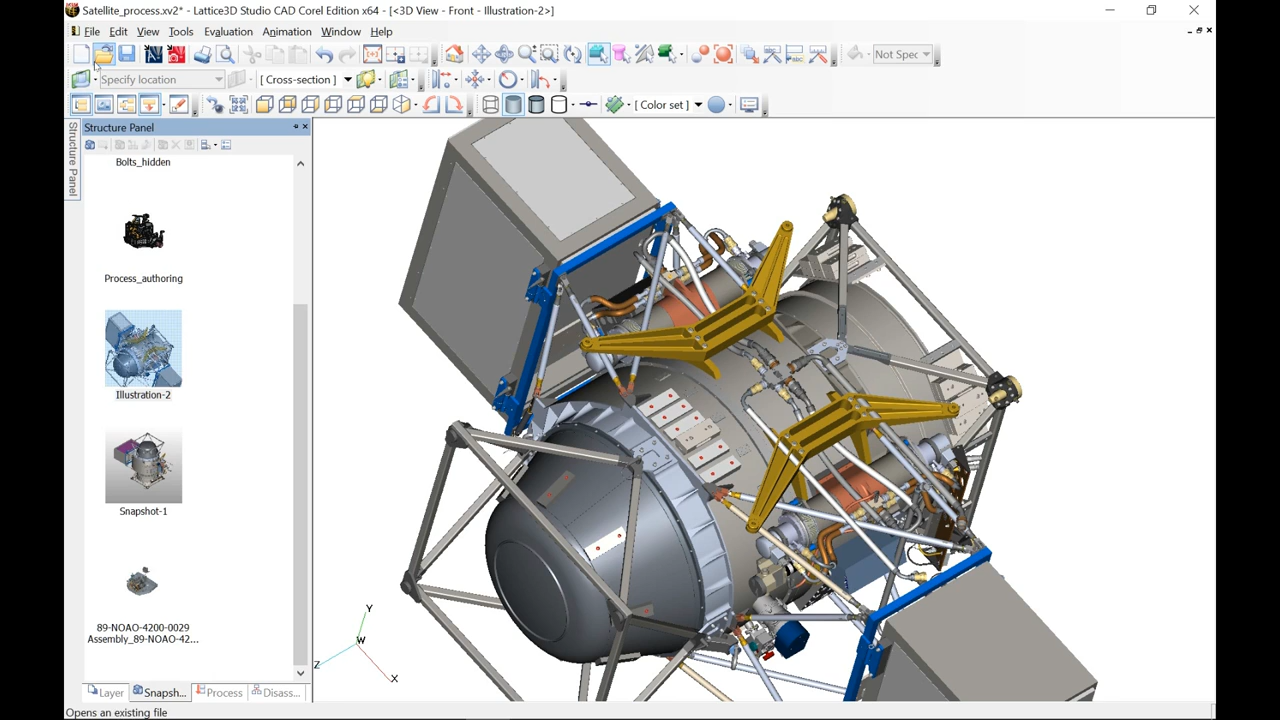 Satellite_process.xv2* - Lattice3D Studio CAD Corel Edition x64 - [<3D View - Front - Illustration-2>]
File Edit View Tools Evaluation Animation Window Help
Not Spec
Specify location [ Cross-section ]
[ Color set ]
Structure Panel
Structure Panel
Bolts_hidden
Process_authoring
Illustration-2
Snapshot-1
89-NOAO-4200-0029
Assembly_89-NOAO-42...
Y
W
Z
X
Layer Snapsh... Process Disass...
Opens an existing file